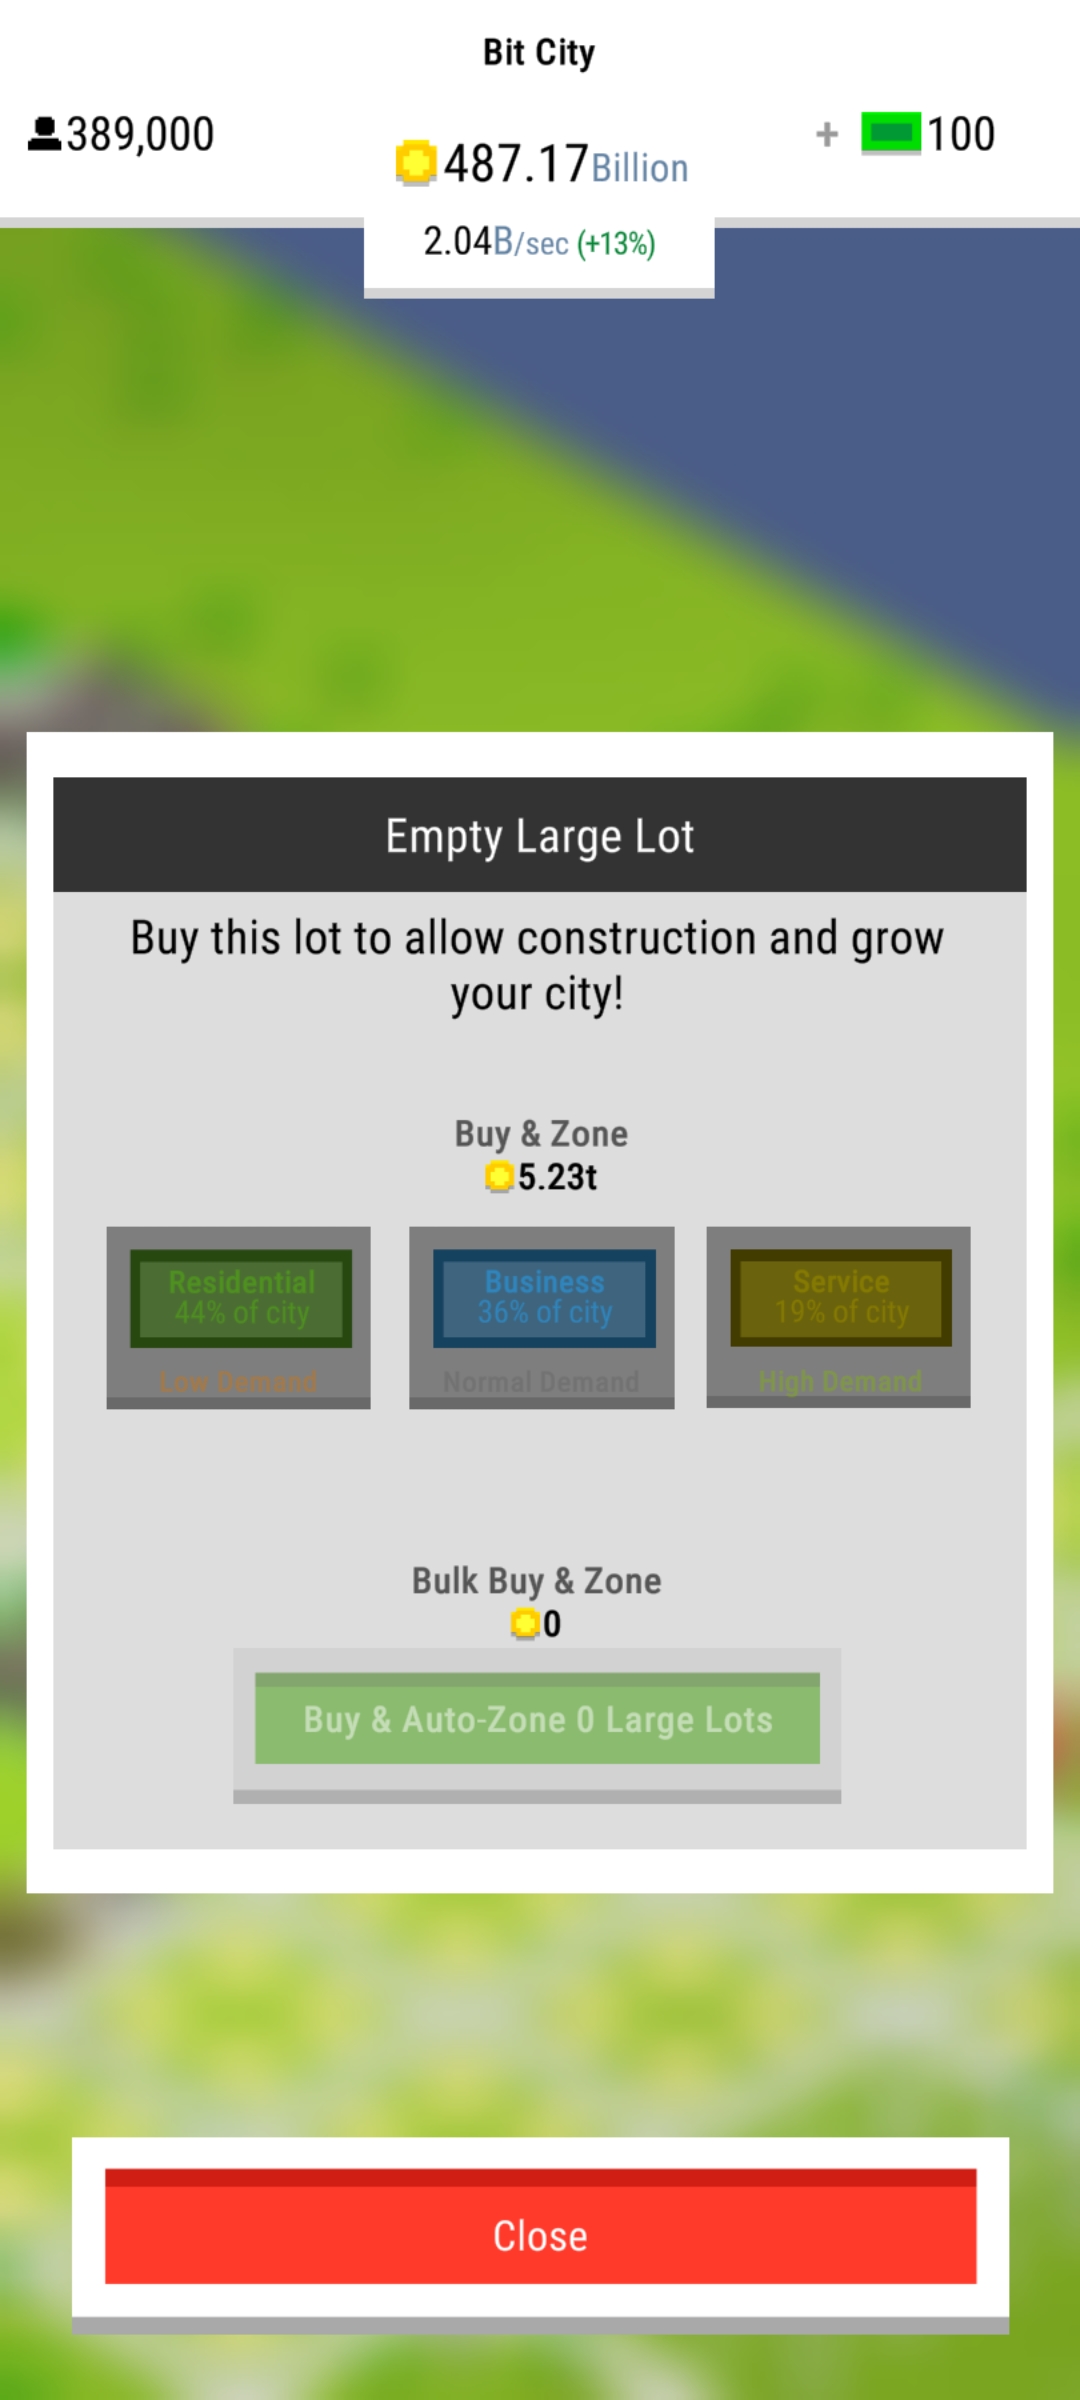 Bit City
389,000
487.17Billion
+ 100
2.04B/sec (+13%)
Empty Large Lot
Buy this lot to allow construction and grow
your city!
Buy & Zone
5.23t
Residential
44% of city
Low Demand
Business
36% of city
Normal Demand
Service
19% of city
High Demand
Bulk Buy & Zone
0
Buy & Auto-Zone 0 Large Lots
Close